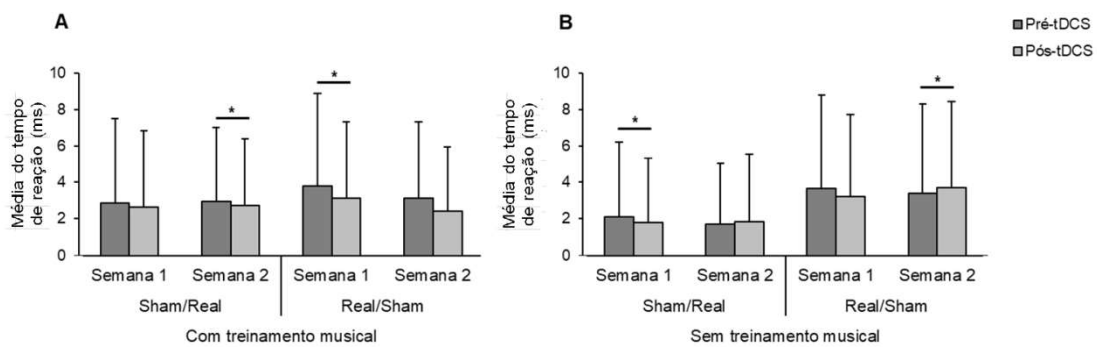 A
B
Pré-tDCS
Pós-tDCS
Média do tempo
de reação (ms)
10
8
6
4
2
0
*
*
Semana 1
Semana 2
Semana 1
Semana 2
Sham/Real
Real/Sham
Com treinamento musical
Média do tempo
de reação (ms)
10
8
6
4
2
0
*
*
Semana 1
Semana 2
Semana 1
Semana 2
Sham/Real
Real/Sham
Sem treinamento musical